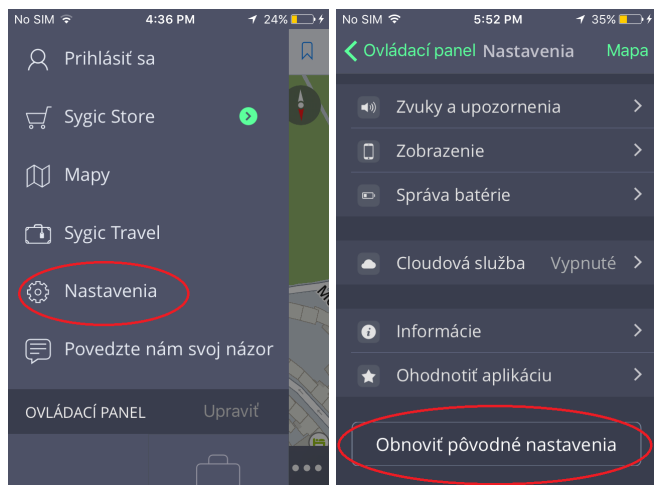 No SIM 4:36 PM 24%
Prihlásiť sa
Sygic Store
Mapy
Sygic Travel
Nastavenia
Povedzte nám svoj názor
OVLÁDACÍ PANEL Upraviť
No SIM 5:52 PM 35%
Ovládací panel Nastavenia Mapa
Zvuky a upozornenia
Zobrazenie
Správa batérie
Cloudová služba Vypnuté
Informácie
Ohodnotiť aplikáciu
Obnoviť pôvodné nastavenia